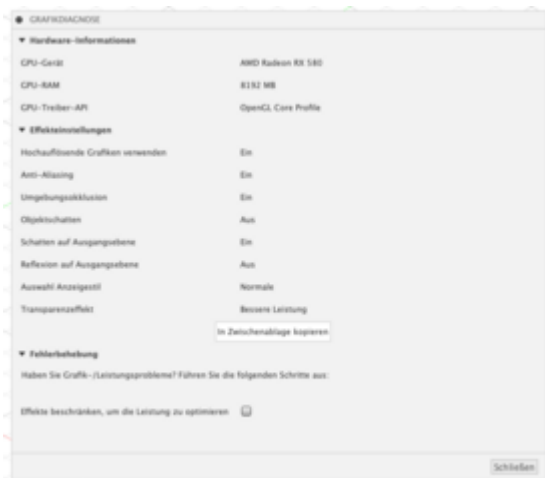 GRAFIKDIAGNOSE
Hardware-Informationen
GPU-Gerät AMD Radeon RX 580
GPU-RAM 8192 MB
GPU-Treiber-API OpenGL Core Profile
Effekteinstellungen
Hochauflösende Grafiken verwenden Ein
Anti-Aliasing Ein
Umgebungsokklusion Ein
Objektschatten Aus
Schatten auf Ausgangsebene Ein
Reflexion auf Ausgangsebene Aus
Auswahl Anzeigestil Normale
Transparenzeffekt Bessere Leistung
In Zwischenablage kopieren
Fehlerbehebung
Haben Sie Grafik-/Leistungsprobleme? Führen Sie die folgenden Schritte aus:
Effekte beschränken, um die Leistung zu optimieren
Schließen